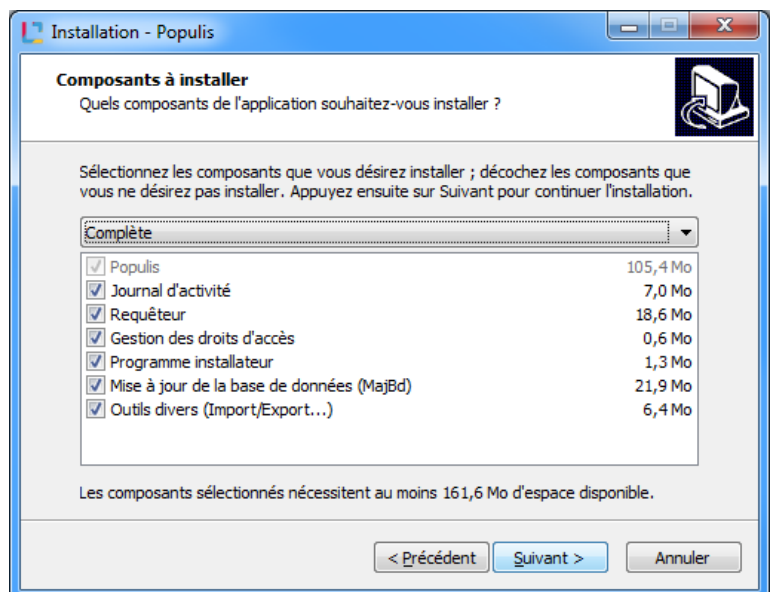 Installation - Populis
Composants à installer
Quels composants de l'application souhaitez-vous installer ?
Sélectionnez les composants que vous désirez installer ; décochez les composants que
vous ne désirez pas installer. Appuyez ensuite sur Suivant pour continuer l'installation.
Complète
Populis 105,4 Mo
Journal d'activité 7,0 Mo
Requêteur 18,6 Mo
Gestion des droits d'accès 0,6 Mo
Programme installateur 1,3 Mo
Mise à jour de la base de données (MajBd) 21,9 Mo
Outils divers (Import/Export...) 6,4 Mo
Les composants sélectionnés nécessitent au moins 161,6 Mo d'espace disponible.
< Précédent Suivant > Annuler